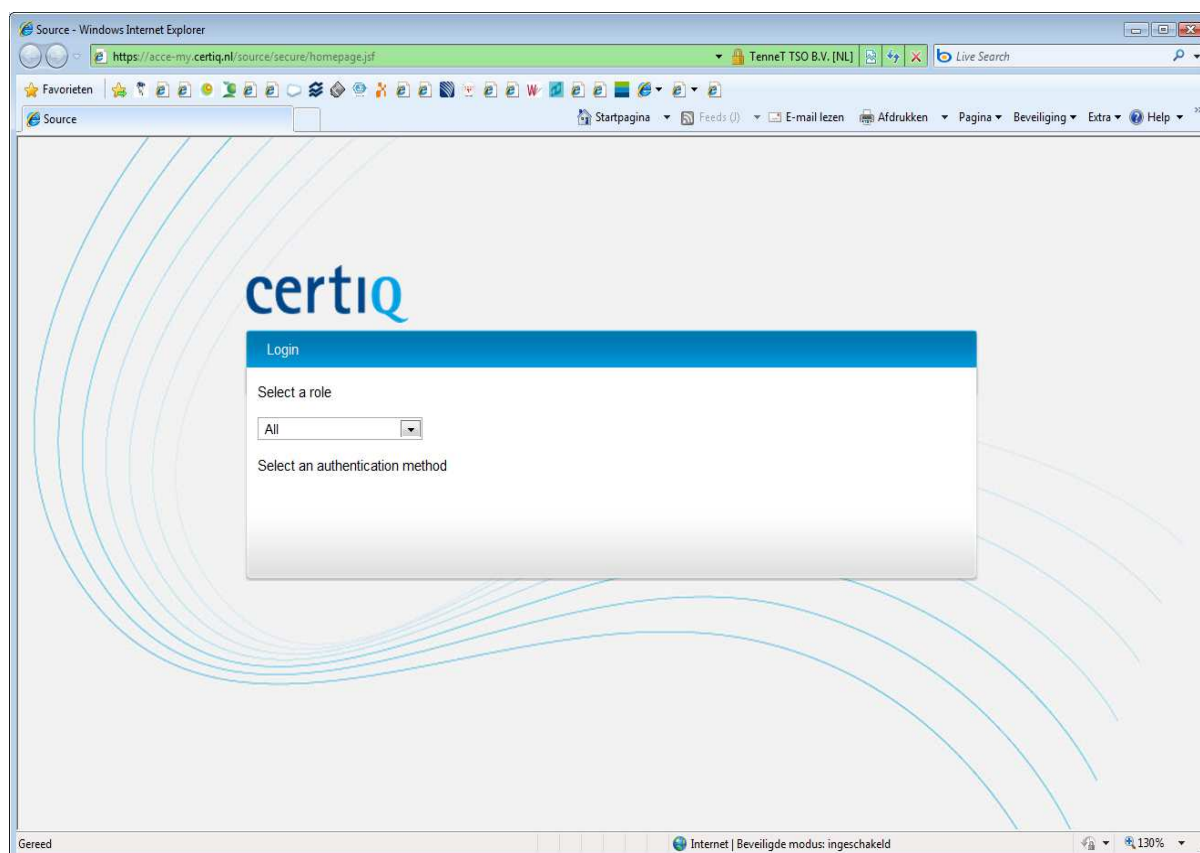 Source - Windows Internet Explorer
https://acce-my.certiq.nl/source/secure/homepage.jsf
TenneT TSO B.V. [NL]
Live Search
Favorieten
Source
Startpagina
Feeds (J)
E-mail lezen
Afdrukken
Pagina
Beveiliging
Extra
Help
certiq
Login
Select a role
All
Select an authentication method
Gereed
Internet | Beveiligde modus: ingeschakeld
130%